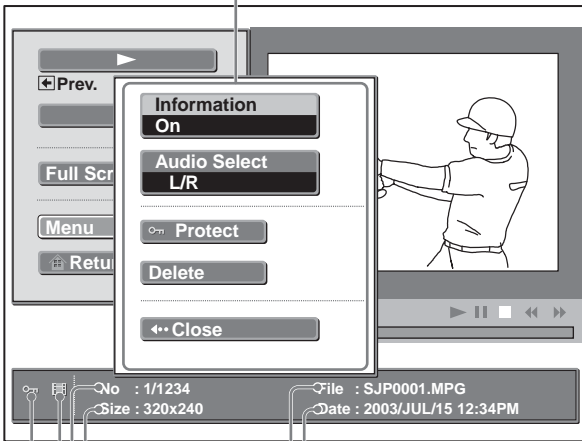 Prev.
Full Scr
Menu
Retu
Information
On
Audio Select
L/R
Protect
Delete
Close
No : 1/1234
Size : 320x240
File : SJP0001.MPG
Date : 2003/JUL/15 12:34PM